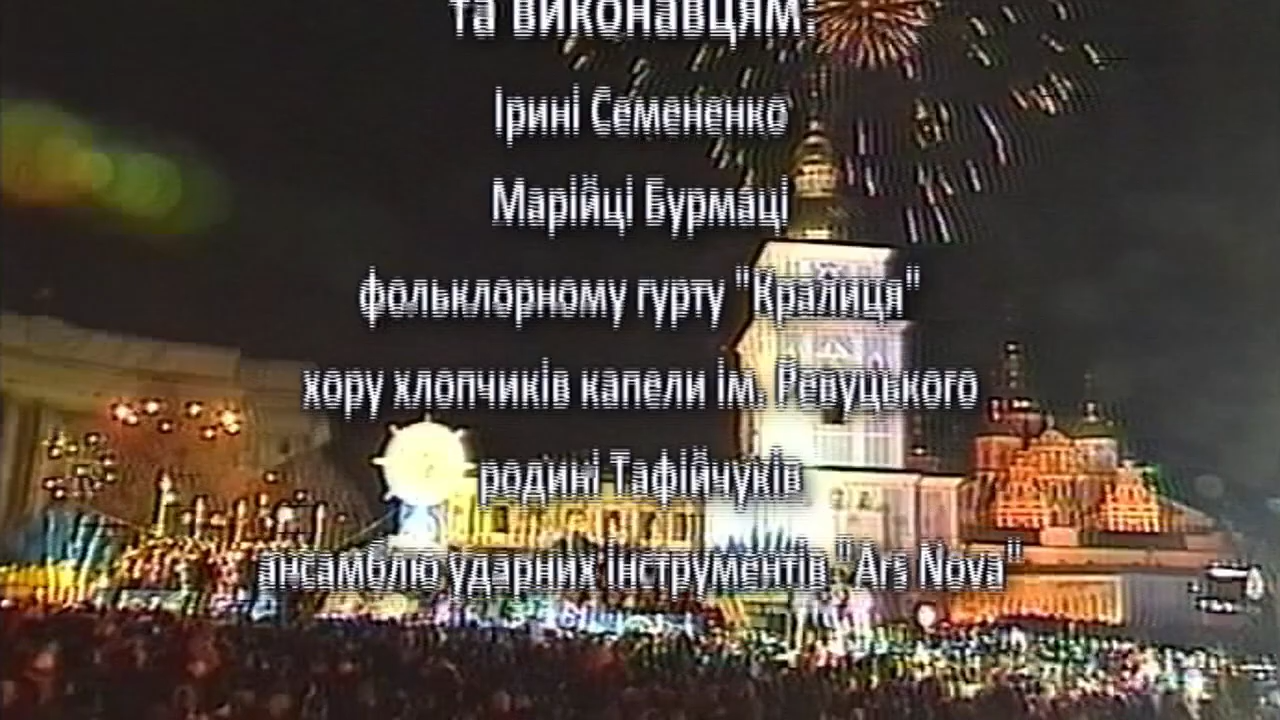 та виконавцям:
Ірині Семененко
Марійці Бурмаці
фольклорному гурту "Кралиця"
хору хлопчиків капели ім. Ревуцького
родині Тафійчуків
ансамблю ударних інструментів "Ars Nova"